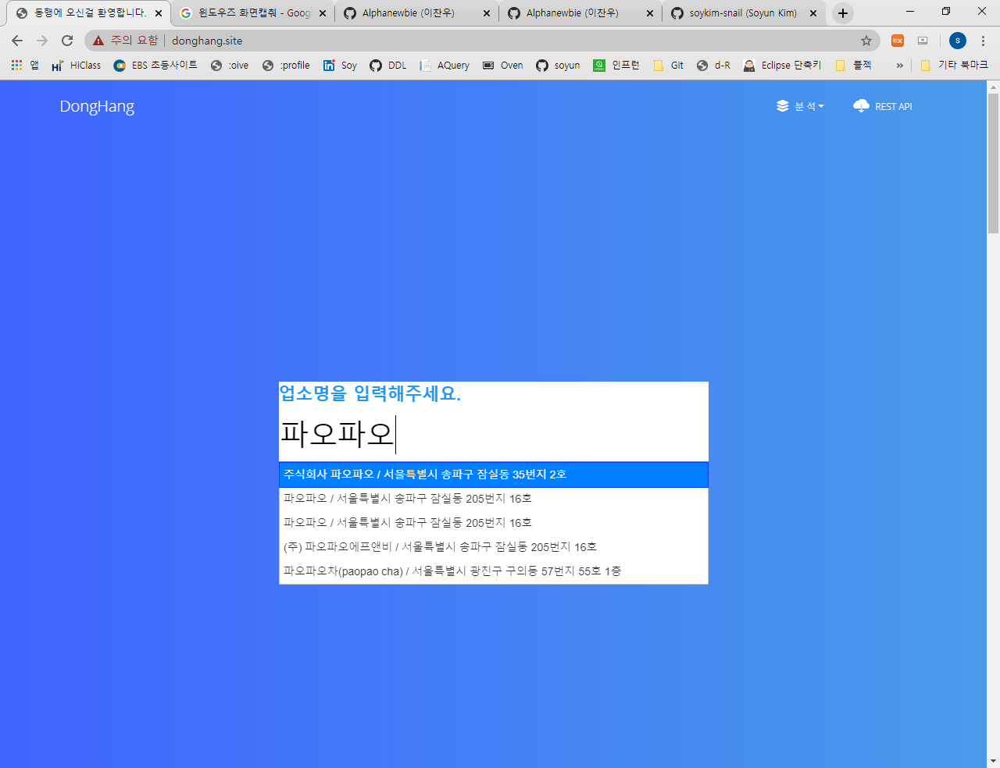 동행에 오신걸 환영합니다.
윈도우즈 화면캡춰 - Goog
Alphanewbie (이찬우)
Alphanewbie (이찬우)
soykim-snail (Soyun Kim)
주의 요함 donghang.site
S
앱 HiClass EBS 초등사이트 :oive :profile Soy DDL AQuery Oven soyun 인프런 Git d-R Eclipse 단축키 플젝 » 기타 북마크
DongHang 분 석 REST API
업소명을 입력해주세요.
파오파오
주식회사 파오파오 / 서울특별시 송파구 잠실동 35번지 2호
파오파오 / 서울특별시 송파구 잠실동 205번지 16호
파오파오 / 서울특별시 송파구 잠실동 205번지 16호
(주) 파오파오에프앤비 / 서울특별시 송파구 잠실동 205번지 16호
파오파오차(paopao cha) / 서울특별시 광진구 구의동 57번지 55호 1층